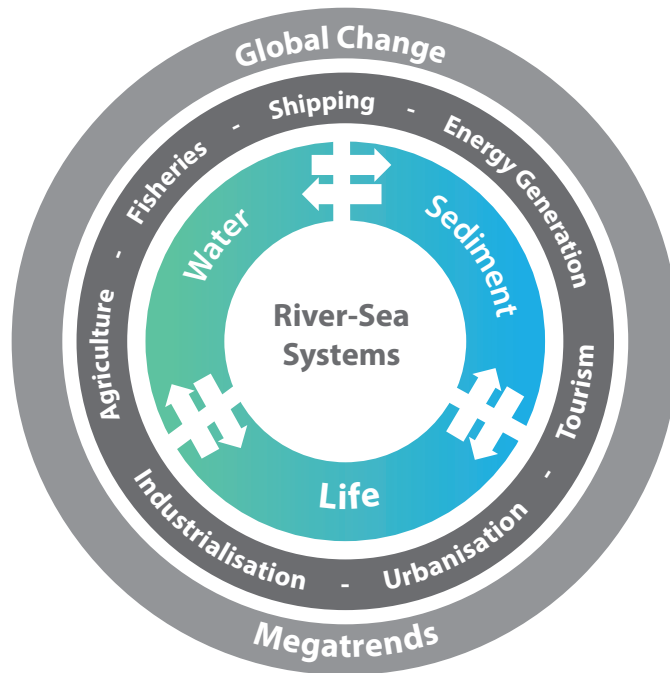 Global Change
Agriculture - Fisheries - Shipping - Energy Generation
Tourism - Urbanisation - Industrialisation
Water
Sediment
Life
River-Sea
Systems
Megatrends